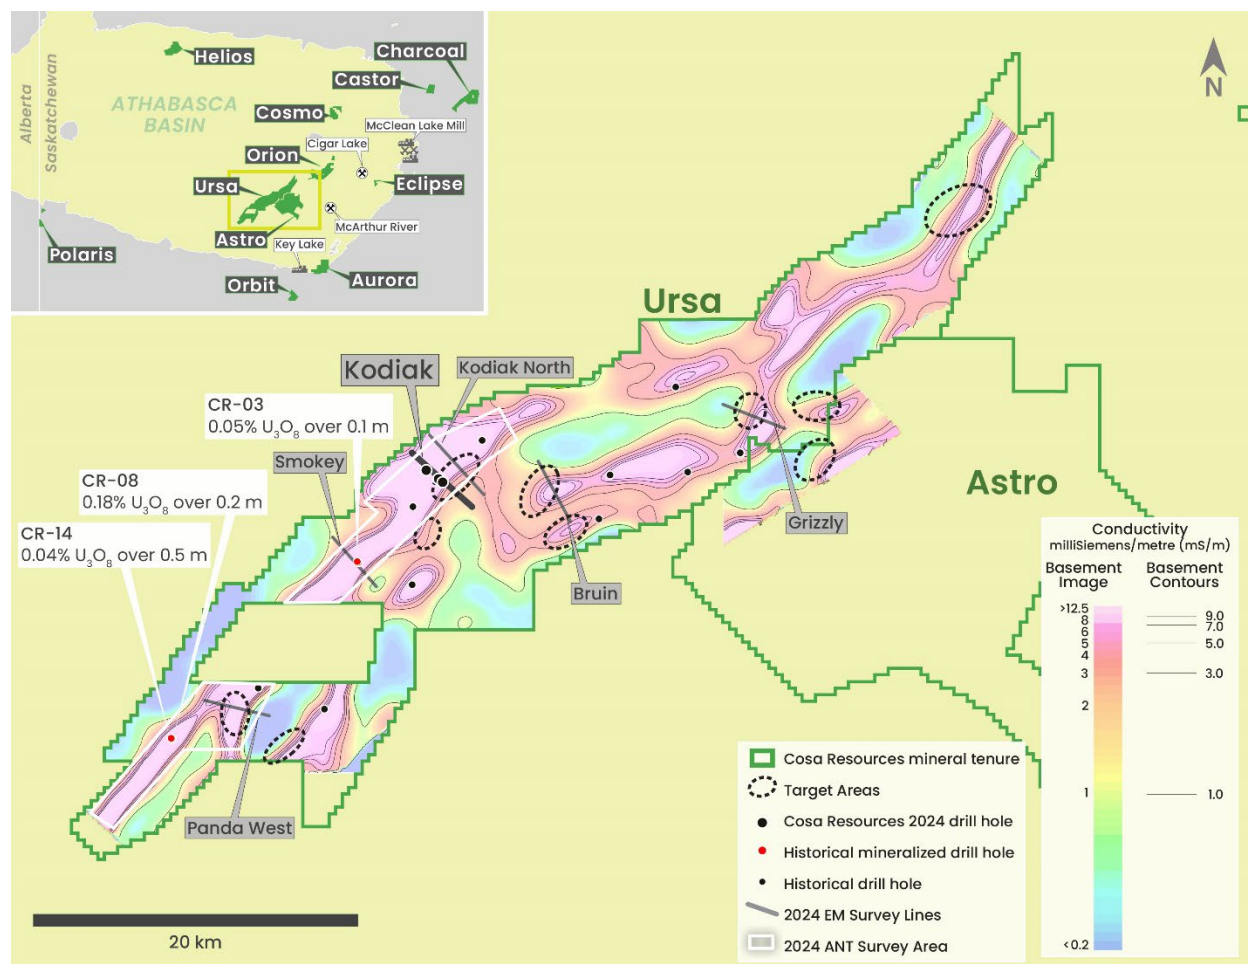 Alberta
Saskatchewan
ATHABASCA
BASIN
Helios
Charcoal
Castor
Cosmo
McClean Lake Mill
Cigar Lake
Orion
Ursa
Eclipse
McArthur River
Astro
Key Lake
Polaris
Orbit
Aurora
N
Ursa
Kodiak
Kodiak North
CR-03
0.05% U3O8 over 0.1 m
Smokey
CR-08
0.18% U3O8 over 0.2 m
CR-14
0.04% U3O8 over 0.5 m
Astro
Grizzly
Bruin
Panda West
Conductivity
milliSiemens/metre (mS/m)
Basement Basement
Image Contours
>12.5
8
6
5
4
3
2
1
<0.2
9.0
7.0
5.0
3.0
1.0
Cosa Resources mineral tenure
Target Areas
Cosa Resources 2024 drill hole
Historical mineralized drill hole
Historical drill hole
2024 EM Survey Lines
2024 ANT Survey Area
20 km